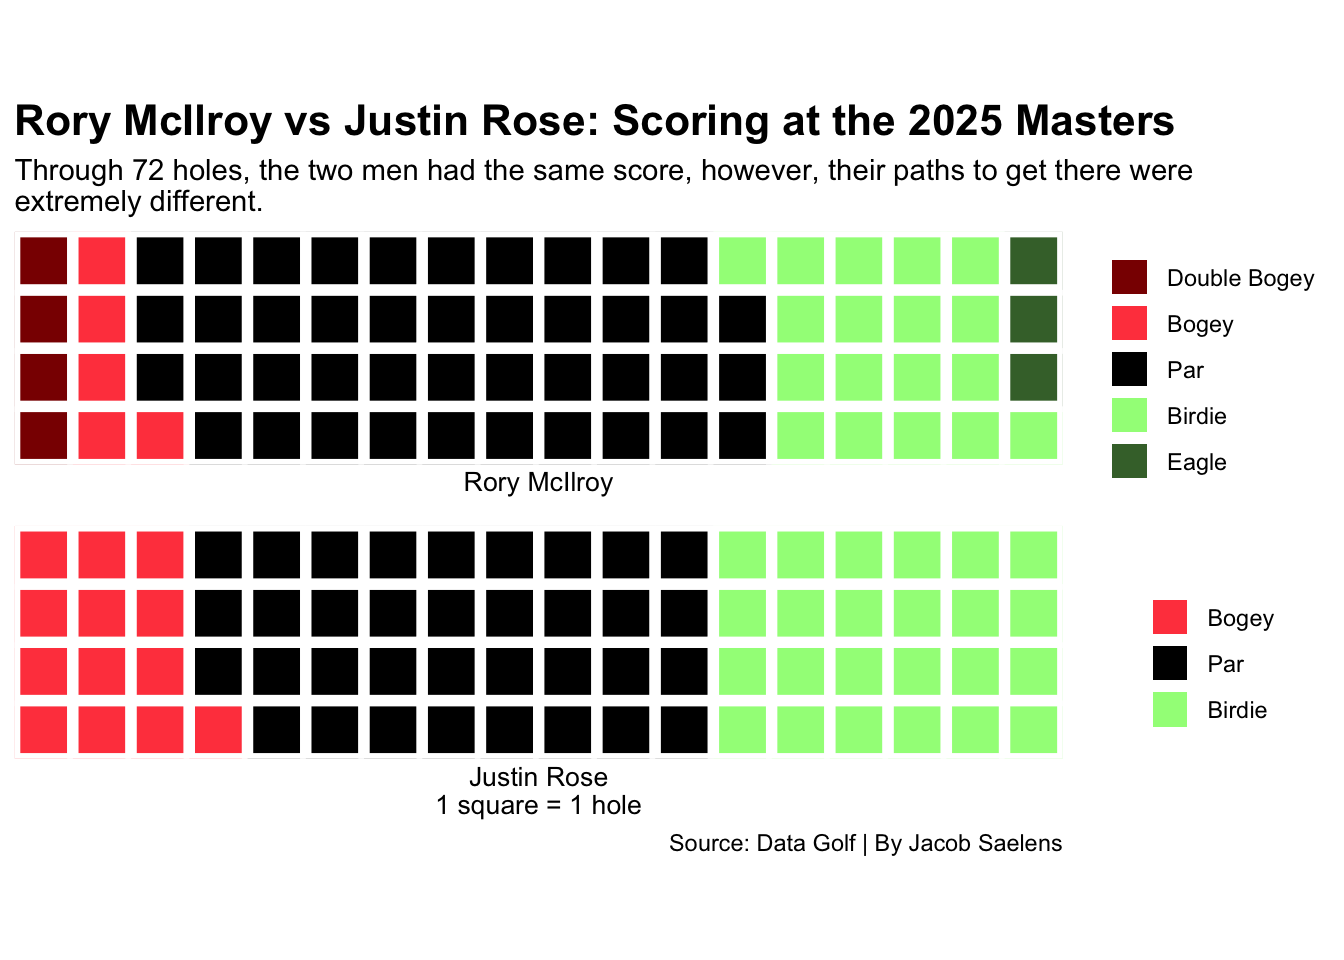 Rory McIlroy vs Justin Rose: Scoring at the 2025 Masters
Through 72 holes, the two men had the same score, however, their paths to get there were
extremely different.
Double Bogey
Bogey
Par
Birdie
Eagle
Rory McIlroy
Bogey
Par
Birdie
Justin Rose
1 square = 1 hole
Source: Data Golf | By Jacob Saelens